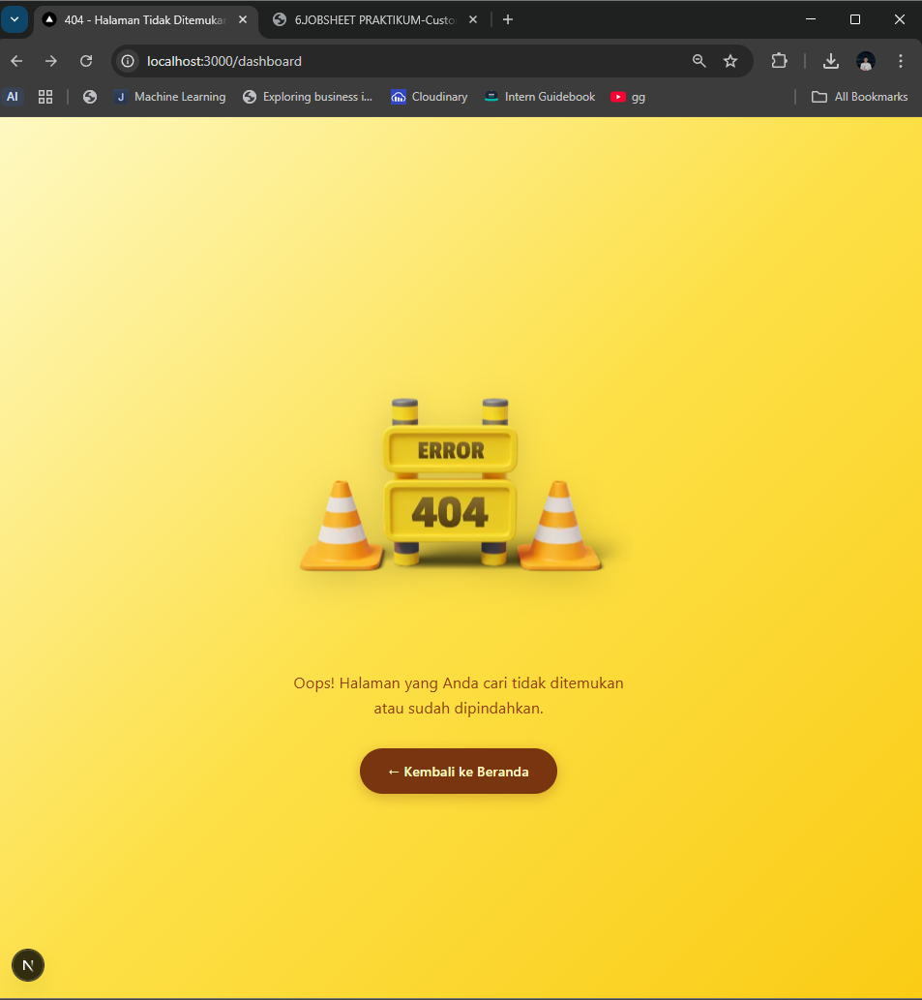 404 - Halaman Tidak Ditemukan
6JOBSHEET PRAKTIKUM-Custo
localhost:3000/dashboard
AI
J Machine Learning
Exploring business i...
Cloudinary
Intern Guidebook
gg
All Bookmarks
ERROR
404
Oops! Halaman yang Anda cari tidak ditemukan
atau sudah dipindahkan.
← Kembali ke Beranda
N